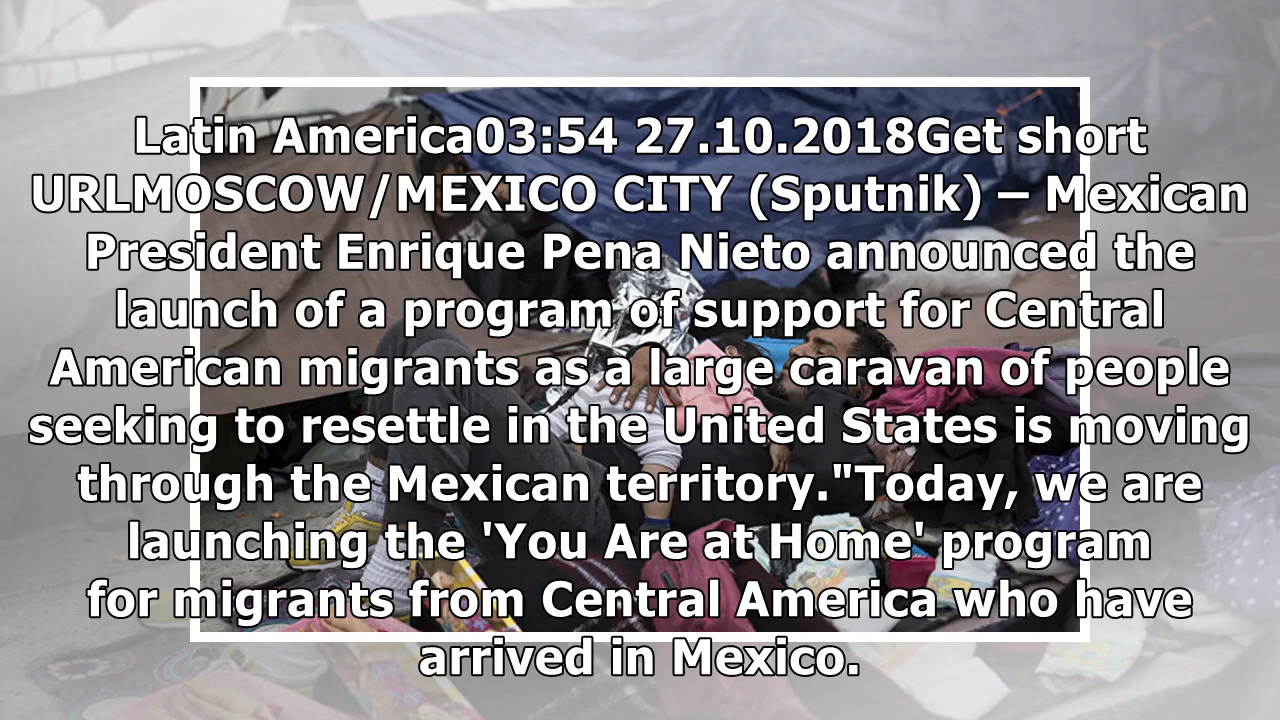 Latin America03:54 27.10.2018Get short
URLMOSCOW/MEXICO CITY (Sputnik) – Mexican
President Enrique Pena Nieto announced the
launch of a program of support for Central
American migrants as a large caravan of people
seeking to resettle in the United States is moving
through the Mexican territory."Today, we are
launching the 'You Are at Home' program
for migrants from Central America who have
arrived in Mexico.